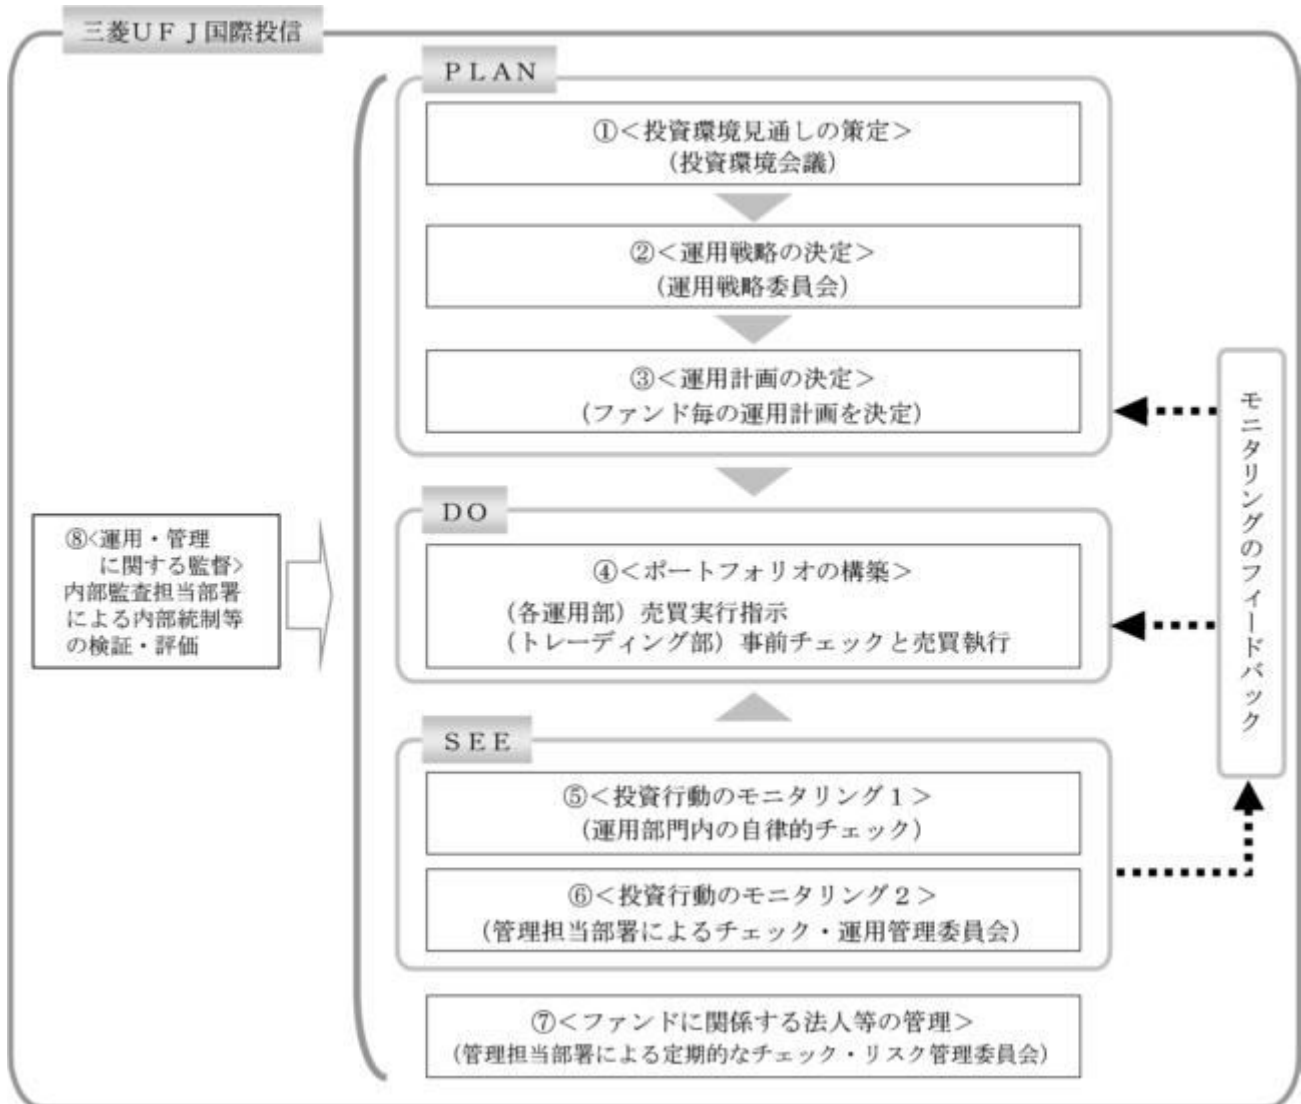 三菱ＵＦＪ国際投信
ＰＬＡＮ
①＜投資環境見通しの策定＞
（投資環境会議）
②＜運用戦略の決定＞
（運用戦略委員会）
③＜運用計画の決定＞
（ファンド毎の運用計画を決定）
ＤＯ
④＜ポートフォリオの構築＞
（各運用部）売買実行指示
（トレーディング部）事前チェックと売買執行
ＳＥＥ
⑤＜投資行動のモニタリング１＞
（運用部門内の自律的チェック）
⑥＜投資行動のモニタリング２＞
（管理担当部署によるチェック・運用管理委員会）
⑦＜ファンドに関係する法人等の管理＞
（管理担当部署による定期的なチェック・リスク管理委員会）
⑧<運用・管理
に関する監督>
内部監査担当部署
による内部統制等
の検証・評価
モニタリングのフィードバック